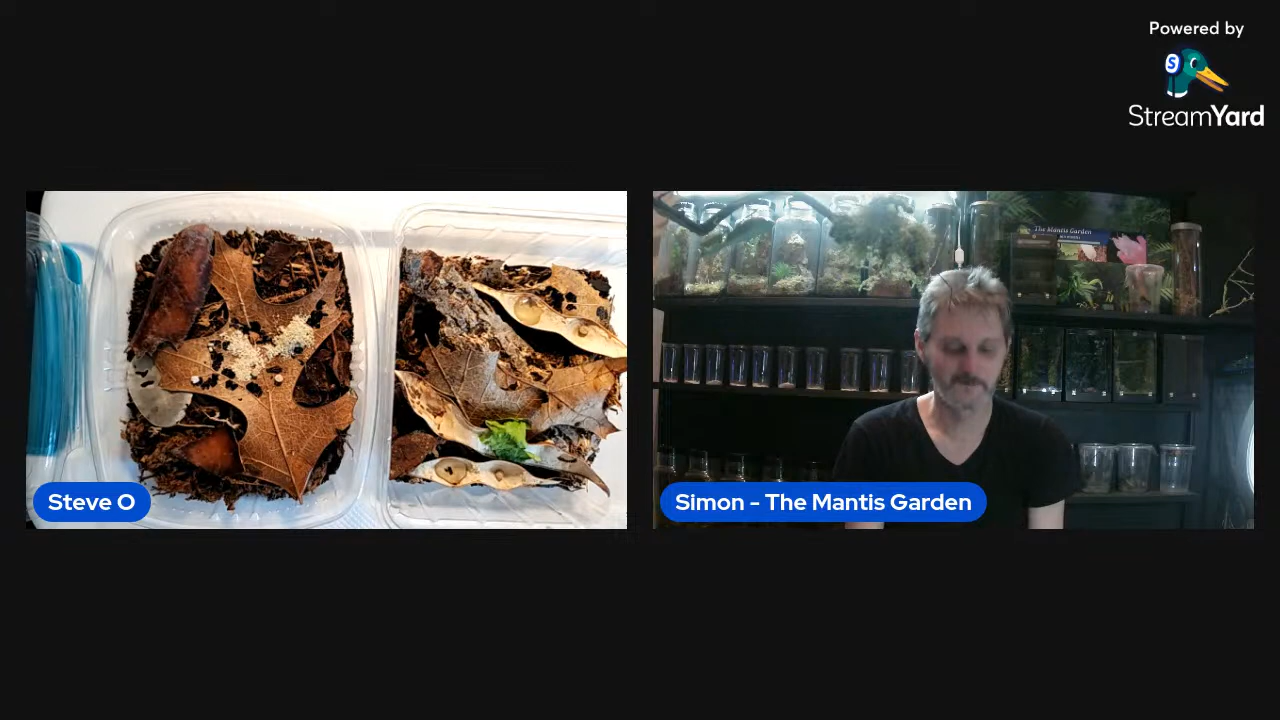 Powered by
S
StreamYard
The Mantis Garden
Steve O
Simon - The Mantis Garden